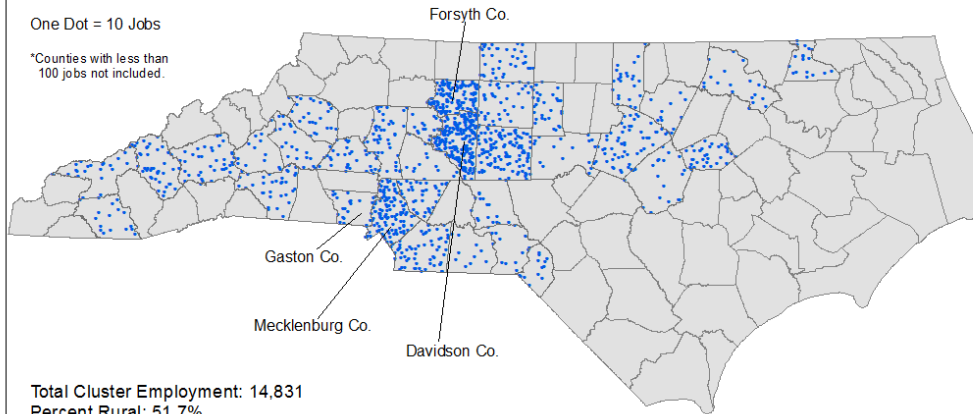 Forsyth Co.
One Dot = 10 Jobs
*Counties with less than
100 jobs not included.
Gaston Co.
Mecklenburg Co.
Davidson Co.
Total Cluster Employment: 14,831
Percent Rural: 51.7%